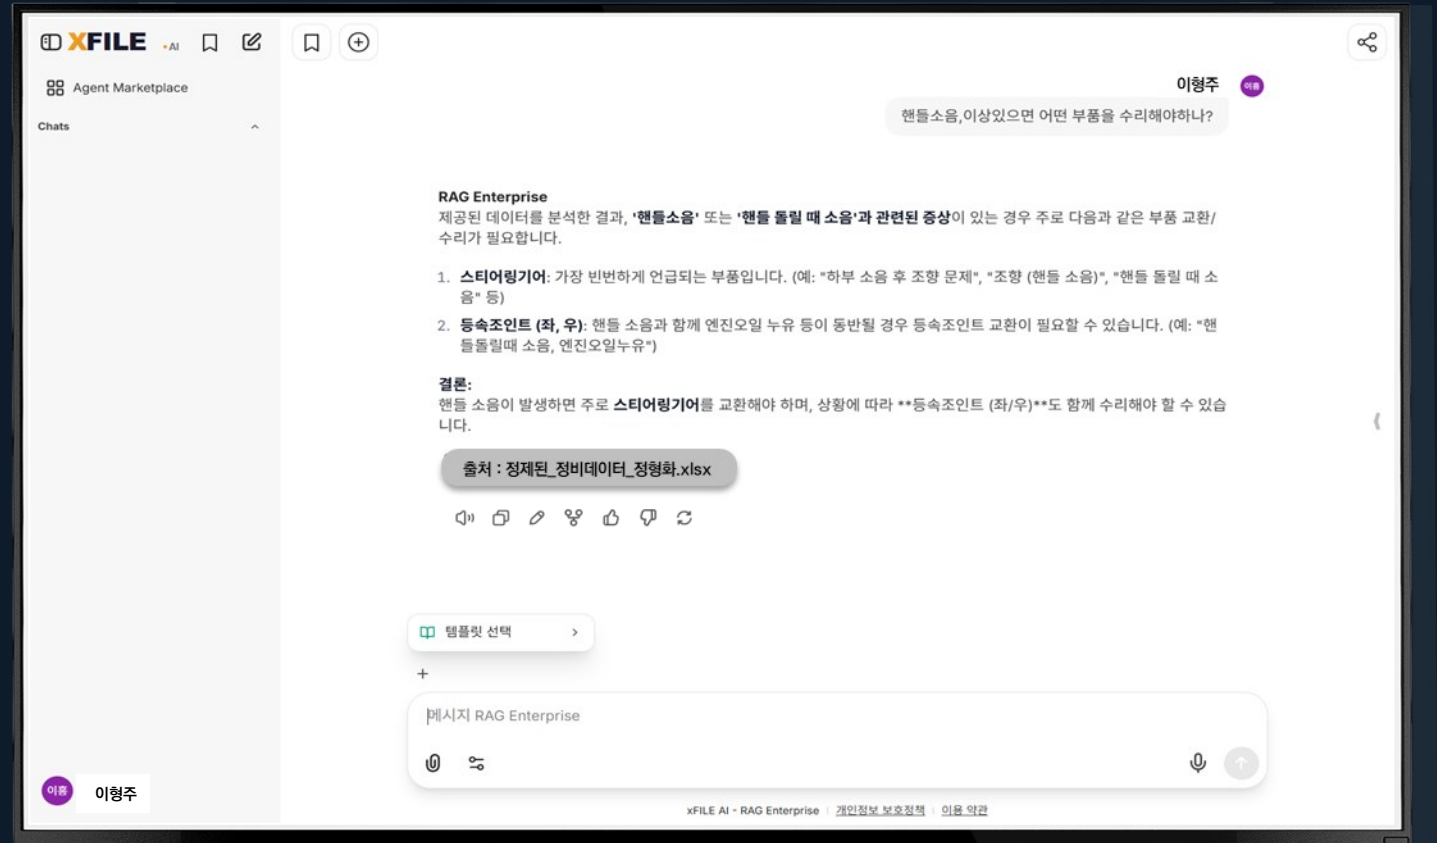 XFILE .AI
Agent Marketplace
Chats
이형주
이흥
핸들소음,이상있으면 어떤 부품을 수리해야하나?
RAG Enterprise
제공된 데이터를 분석한 결과, '핸들소음' 또는 '핸들 돌릴 때 소음'과 관련된 증상이 있는 경우 주로 다음과 같은 부품 교환/
수리가 필요합니다.
1. 스티어링기어: 가장 빈번하게 언급되는 부품입니다. (예: "하부 소음 후 조향 문제", "조향 (핸들 소음)", "핸들 돌릴 때 소
음" 등)
2. 등속조인트 (좌, 우): 핸들 소음과 함께 엔진오일 누유 등이 동반될 경우 등속조인트 교환이 필요할 수 있습니다. (예: "핸
들돌릴때 소음, 엔진오일누유")
결론:
핸들 소음이 발생하면 주로 스티어링기어를 교환해야 하며, 상황에 따라 **등속조인트 (좌/우)**도 함께 수리해야 할 수 있습
니다.
출처 : 정제된_정비데이터_정형화.xlsx
템플릿 선택
메시지 RAG Enterprise
이흥
이형주
xFILE AI - RAG Enterprise
개인정보 보호정책
이용 약관